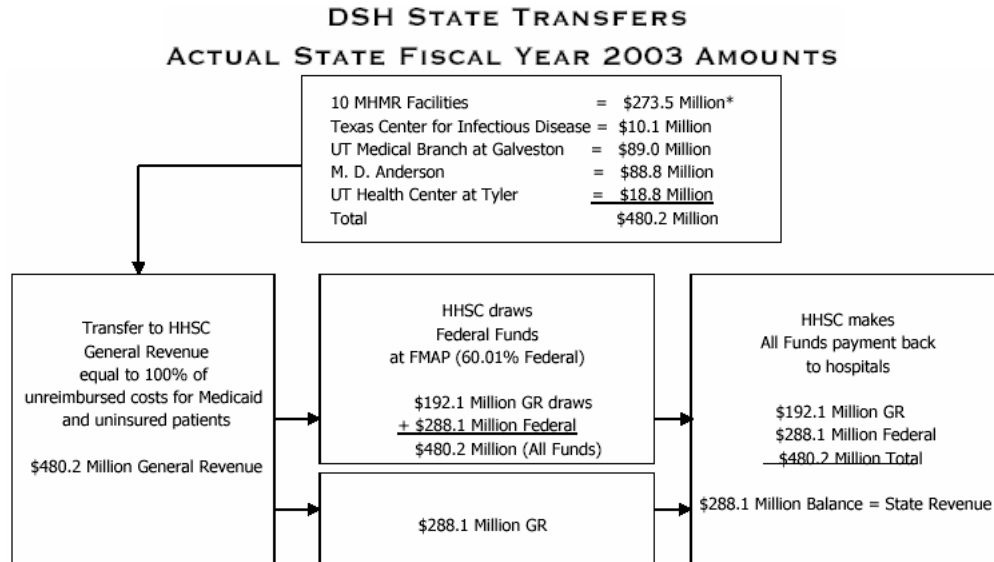 DSH STATE TRANSFERS
ACTUAL STATE FISCAL YEAR 2003 AMOUNTS
10 MHMR Facilities = $273.5 Million*
Texas Center for Infectious Disease = $10.1 Million
UT Medical Branch at Galveston = $89.0 Million
M. D. Anderson = $88.8 Million
UT Health Center at Tyler = $18.8 Million
Total $480.2 Million
Transfer to HHSC
General Revenue
equal to 100% of
unreimbursed costs for Medicaid
and uninsured patients
$480.2 Million General Revenue
HHSC draws
Federal Funds
at FMAP (60.01% Federal)
$192.1 Million GR draws
+ $288.1 Million Federal
$480.2 Million (All Funds)
$288.1 Million GR
HHSC makes
All Funds payment back
to hospitals
$192.1 Million GR
$288.1 Million Federal
$480.2 Million Total
$288.1 Million Balance = State Revenue